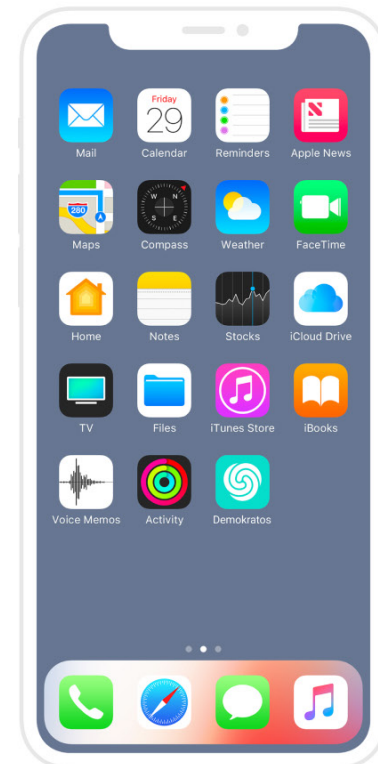 Friday
29
Mail Calendar Reminders Apple News
280
W N
S E
Maps Compass Weather FaceTime
Home Notes Stocks iCloud Drive
TV Files iTunes Store iBooks
Voice Memos Activity Demokratos